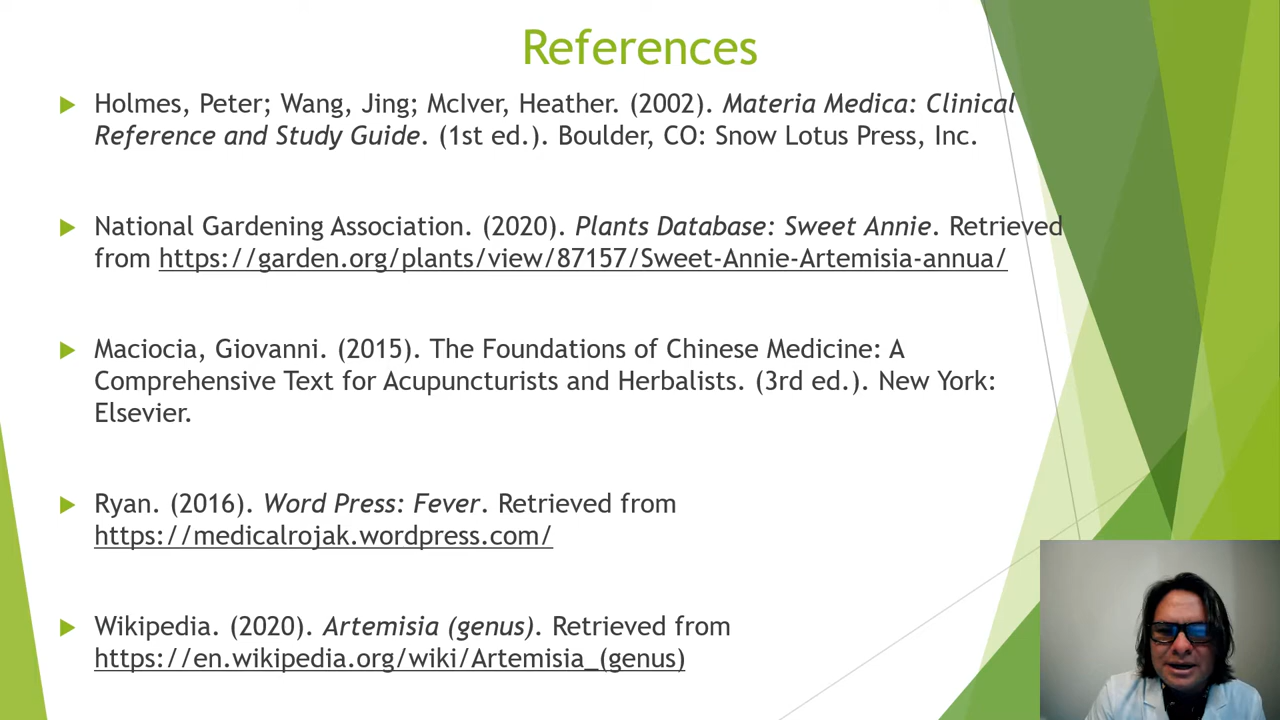 References
Holmes, Peter; Wang, Jing; McIver, Heather. (2002). Materia Medica: Clinical
Reference and Study Guide. (1st ed.). Boulder, CO: Snow Lotus Press, Inc.
National Gardening Association. (2020). Plants Database: Sweet Annie. Retrieved
from https://garden.org/plants/view/87157/Sweet-Annie-Artemisia-annua/
Maciocia, Giovanni. (2015). The Foundations of Chinese Medicine: A
Comprehensive Text for Acupuncturists and Herbalists. (3rd ed.). New York:
Elsevier.
Ryan. (2016). Word Press: Fever. Retrieved from
https://medicalrojak.wordpress.com/
Wikipedia. (2020). Artemisia (genus). Retrieved from
https://en.wikipedia.org/wiki/Artemisia_(genus)